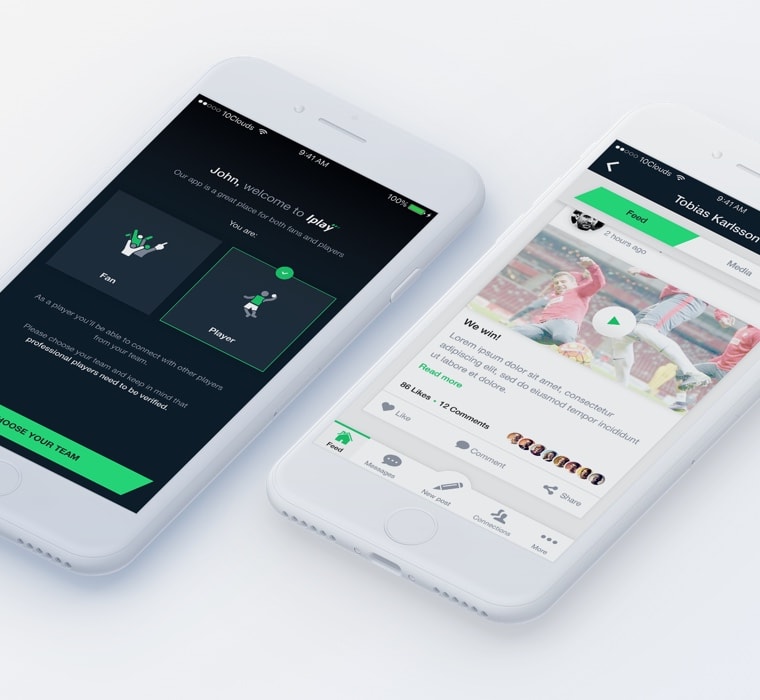 10Clouds
9:41 AM
100%
John, welcome to Iplay
Our app is a great place for both fans and players
You are:
Fan
Player
As a player you'll be able to connect with other players
from your team.
Please choose your team and keep in mind that
professional players need to be verified.
HOOSE YOUR TEAM
10Clouds
9:41 AM
Tobias Karlsson
Feed
Media
2 hours ago
We win!
Lorem ipsum dolor sit amet, consectetur
adipiscing elit, sed do eiusmod tempor incididunt
ut labore et dolore.
Read more
86 Likes • 12 Comments
Like
Comment
Share
Feed
Messages
New post
Connections
More